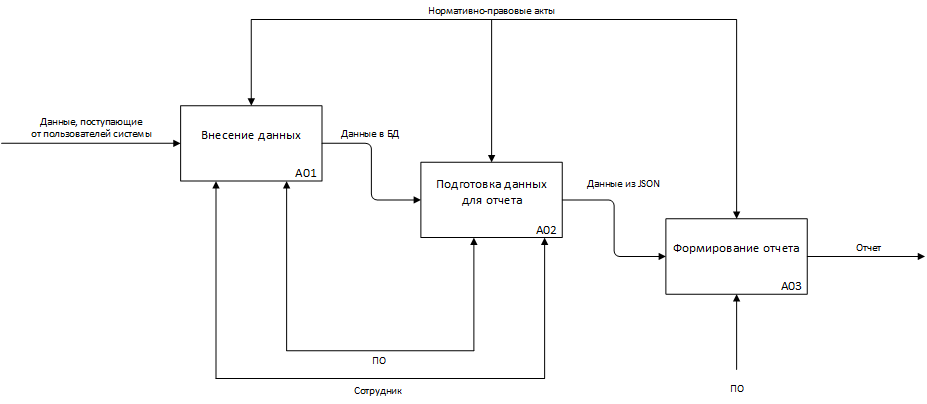 Нормативно-правовые акты
Данные, поступающие
от пользователей системы
Внесение данных
A01
Данные в БД
Подготовка данных
для отчета
A02
Данные из JSON
Формирование отчета
A03
Отчет
ПО
Сотрудник
ПО